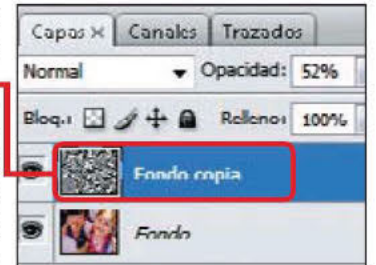 Capas × Canales Trazados
Normal Opacidad: 52%
Bloq.: Relleno: 100%
Fondo copia
Fondo